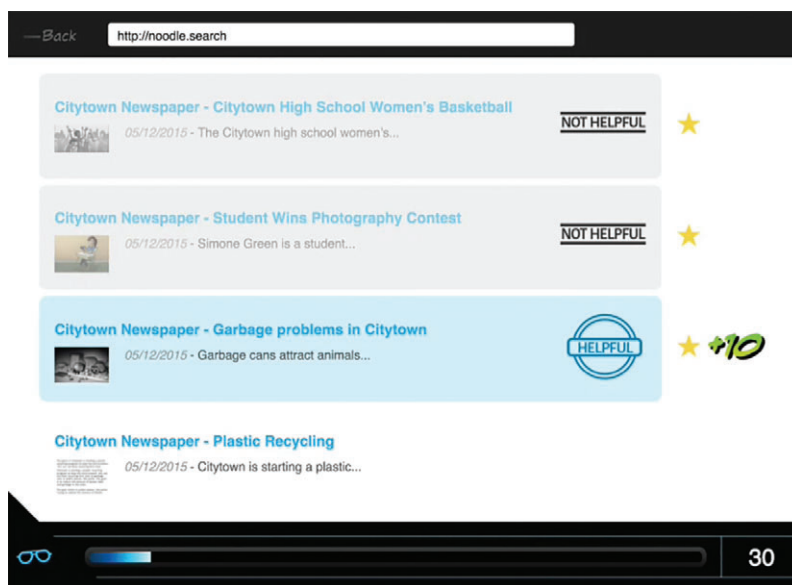 —Back
http://noodle.search
Citytown Newspaper - Citytown High School Women's Basketball
05/12/2015 - The Citytown high school women's...
NOT HELPFUL
Citytown Newspaper - Student Wins Photography Contest
05/12/2015 - Simone Green is a student...
NOT HELPFUL
Citytown Newspaper - Garbage problems in Citytown
05/12/2015 - Garbage cans attract animals...
HELPFUL
+10
Citytown Newspaper - Plastic Recycling
05/12/2015 - Citytown is starting a plastic...
30